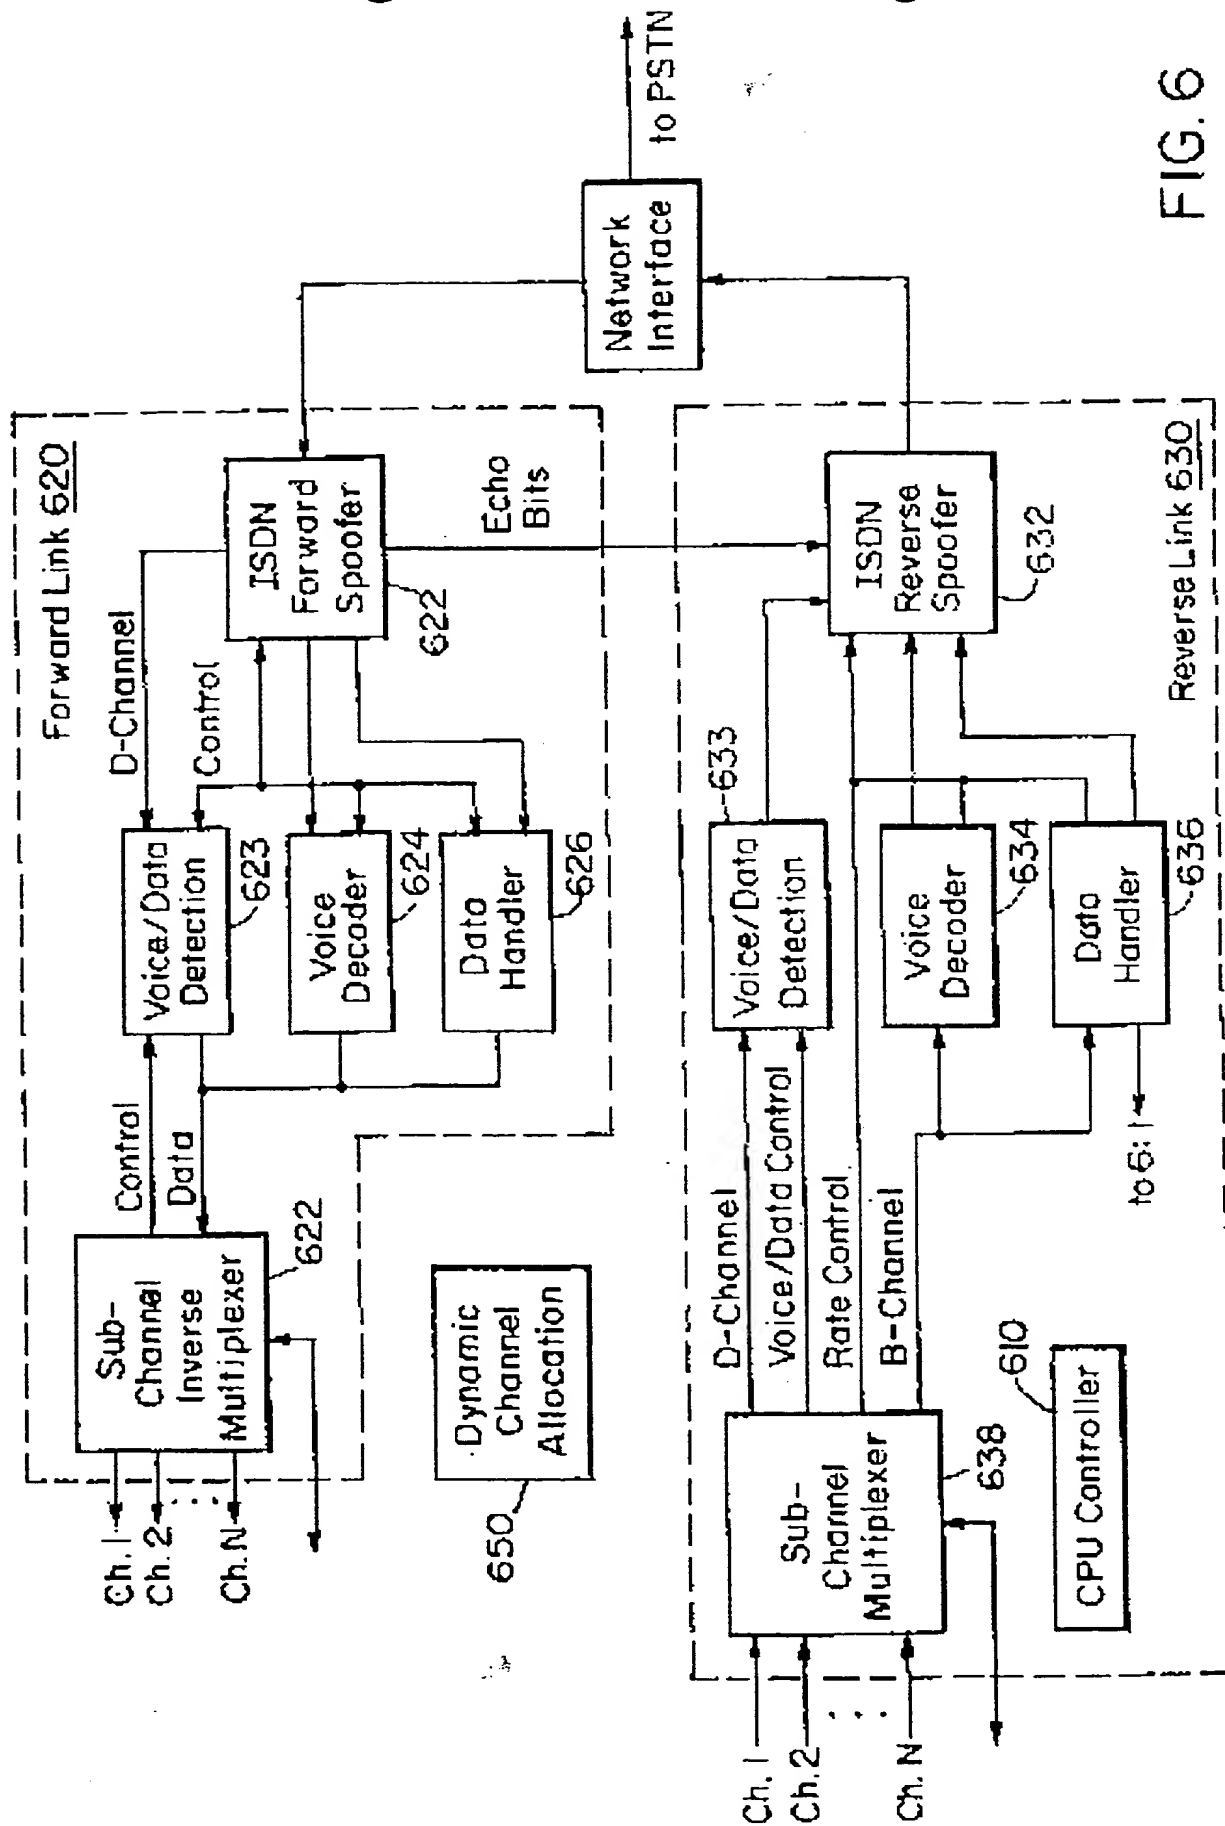 Forward Link 620
Ch. 1
Ch. 2
Ch. N
Sub-
Channel
Inverse
Multiplexer
622
Control
Data
Voice/Data
Detection
623
Voice
Decoder
624
Data
Handler
626
D-Channel
Control
ISDN
Forward
Spoofer
622
Echo
Bits
Network
Interface
to PSTN
Dynamic
Channel
Allocation
650
Reverse Link 630
Ch. 1
Ch. 2
Ch. N
Sub-
Channel
Multiplexer
638
D-Channel
Voice/Data Control
Rate Control
B-Channel
Voice/Data
Detection
633
Voice
Decoder
634
Data
Handler
636
to 6:1
ISDN
Reverse
Spoofer
632
CPU Controller
610
FIG. 6